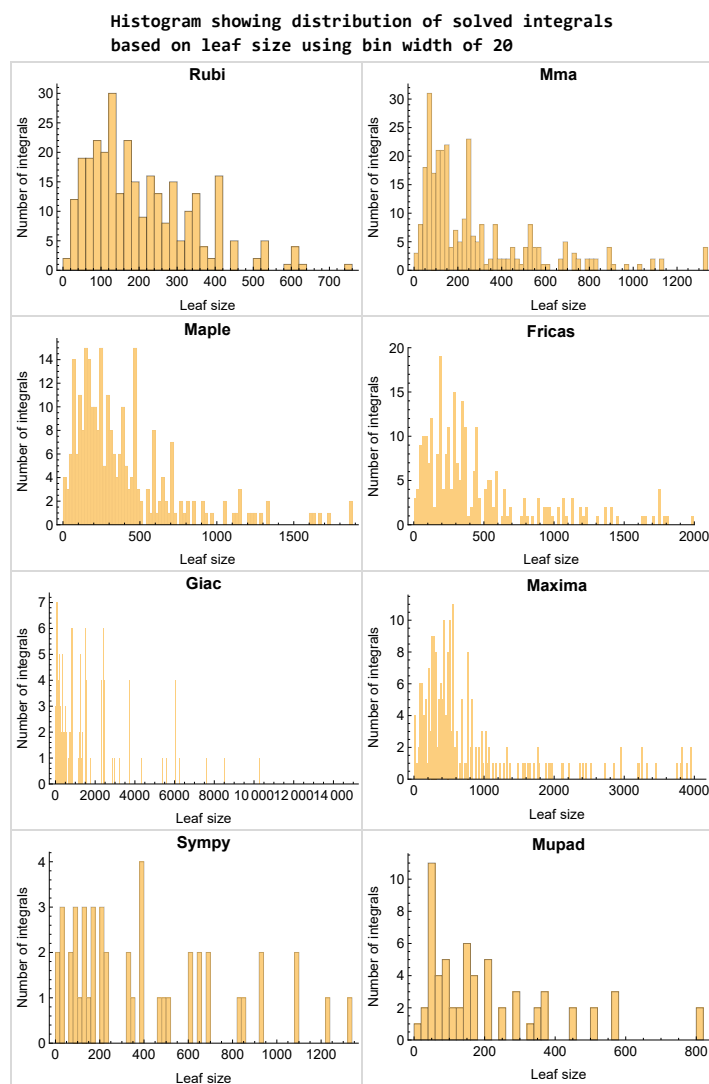 Histogram showing distribution of solved integrals
based on leaf size using bin width of 20
Rubi
Number of integrals
30
25
20
15
10
5
0
0 100 200 300 400 500 600 700
Leaf size
Mma
Number of integrals
30
25
20
15
10
5
0
0 200 400 600 800 1000 1200
Leaf size
Maple
Number of integrals
14
12
10
8
6
4
2
0
0 500 1000 1500
Leaf size
Fricas
Number of integrals
20
15
10
5
0
0 500 1000 1500 2000
Leaf size
Giac
Number of integrals
7
6
5
4
3
2
1
0
0 2000 4000 6000 8000 10 000 12 000 14 000
Leaf size
Maxima
Number of integrals
10
8
6
4
2
0
0 1000 2000 3000 4000
Leaf size
Sympy
Number of integrals
4
3
2
1
0
0 200 400 600 800 1000 1200
Leaf size
Mupad
Number of integrals
10
8
6
4
2
0
0 200 400 600 800
Leaf size